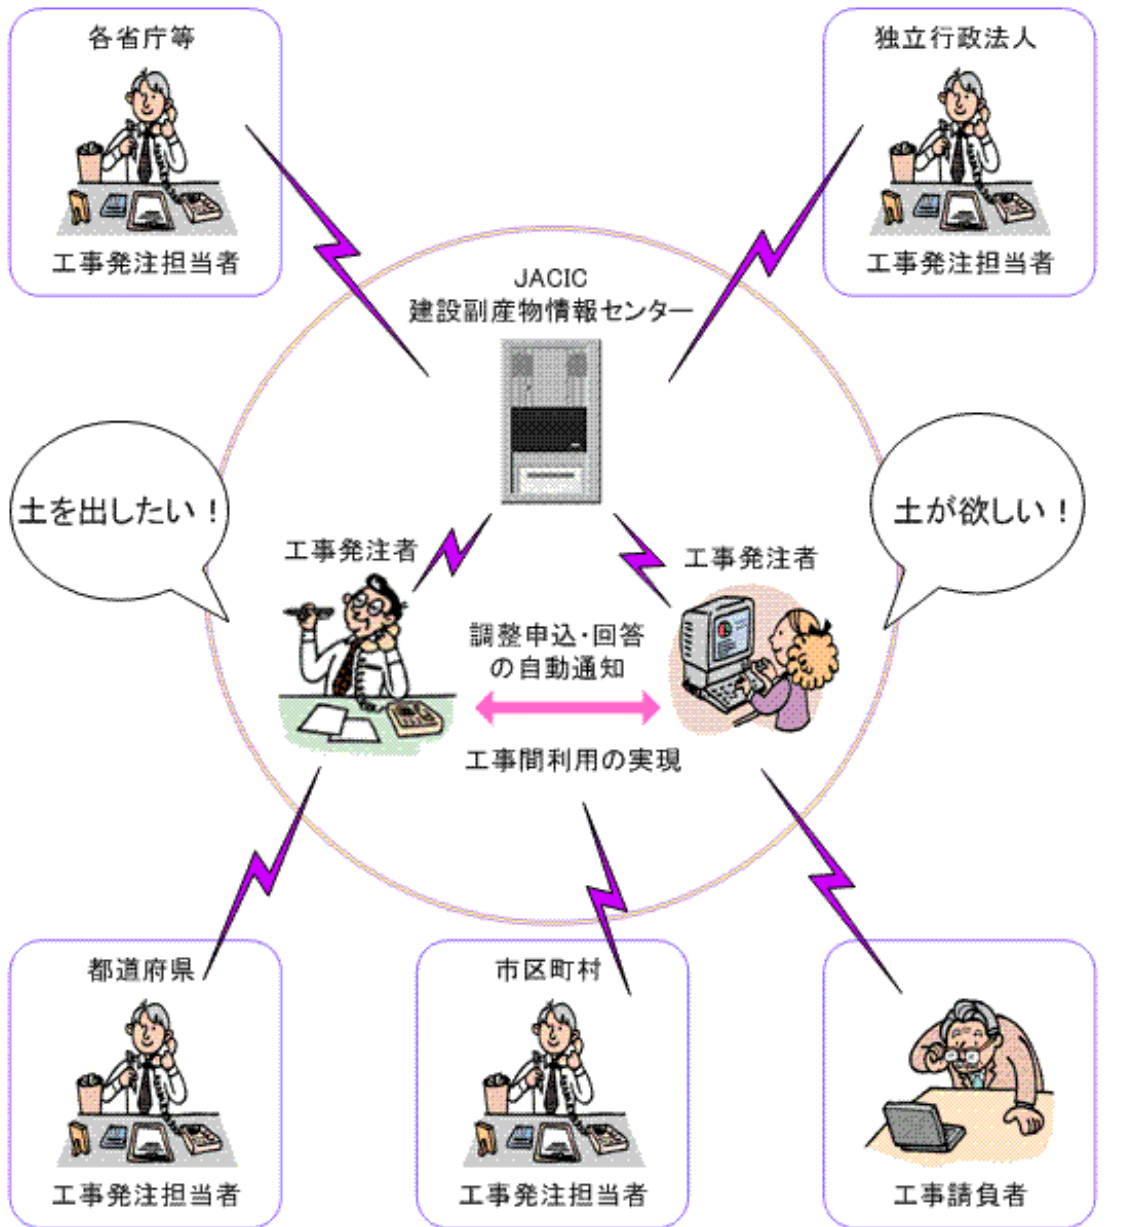 各省庁等
工事発注担当者
独立行政法人
工事発注担当者
JACIC
建設副産物情報センター
土を出したい！
土が欲しい！
工事発注者
工事発注者
調整申込・回答
の自動通知
工事間利用の実現
都道府県
工事発注担当者
市区町村
工事発注担当者
工事請負者